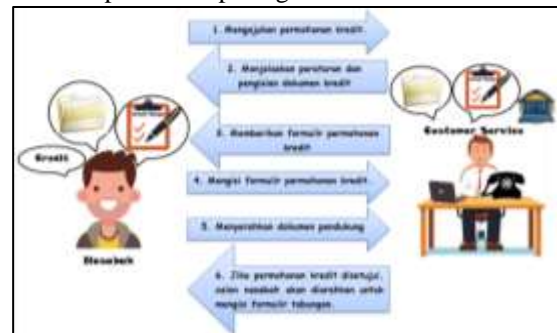 1. Mengajukan permohonan kredit.
2. Menjelaskan peraturan dan
pengisian dokumen kredit
3. Memberikan formulir permohonan
kredit
4. Mengisi formulir permohonan kredit
5. Menyerahkan dokumen pendukung
6. Jika permohonan kredit disetujui,
calon nasabah akan diarahkan untuk
mengisi formulir tabungan.
Kredit
Nasabah
Customer Service